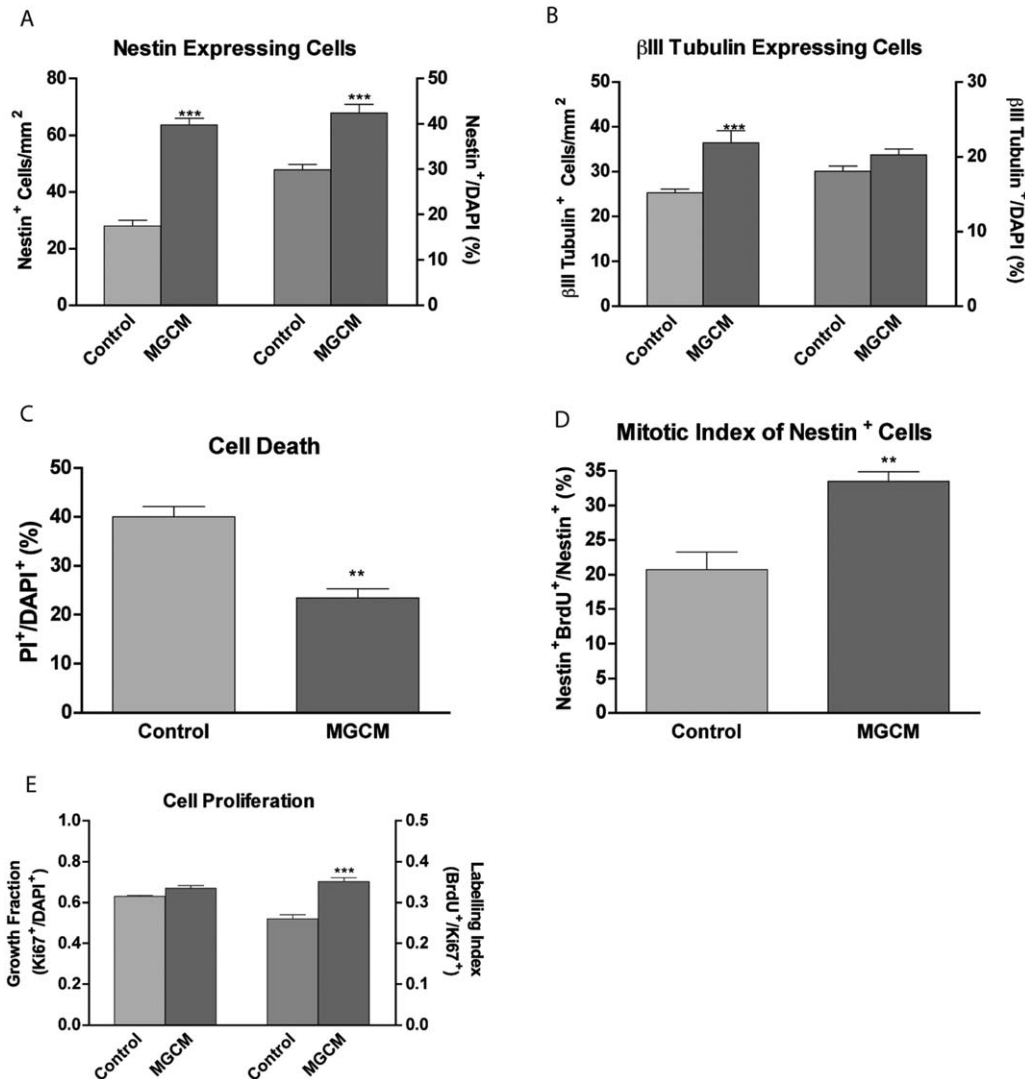 A
Nestin Expressing Cells
Nestin⁺ Cells/mm²
80
60
40
20
0
***
***
50
40
30
20
10
0
Nestin⁺/DAPI (%)
Control
MGCM
Control
MGCM
B
βIII Tubulin Expressing Cells
βIII Tubulin⁺ Cells/mm²
50
40
30
20
10
0
***
30
20
10
0
βIII Tubulin⁺/DAPI (%)
Control
MGCM
Control
MGCM
C
Cell Death
PI⁺/DAPI⁺ (%)
50
40
30
20
10
0
**
Control
MGCM
D
Mitotic Index of Nestin⁺ Cells
Nestin⁺BrdU⁺/Nestin⁺ (%)
35
30
25
20
15
10
5
0
**
Control
MGCM
E
Cell Proliferation
Growth Fraction
(Ki67⁺/DAPI⁺)
1.0
0.8
0.6
0.4
0.2
0.0
***
0.5
0.4
0.3
0.2
0.1
0.0
Labelling Index
(BrdU⁺/Ki67⁺)
Control
MGCM
Control
MGCM